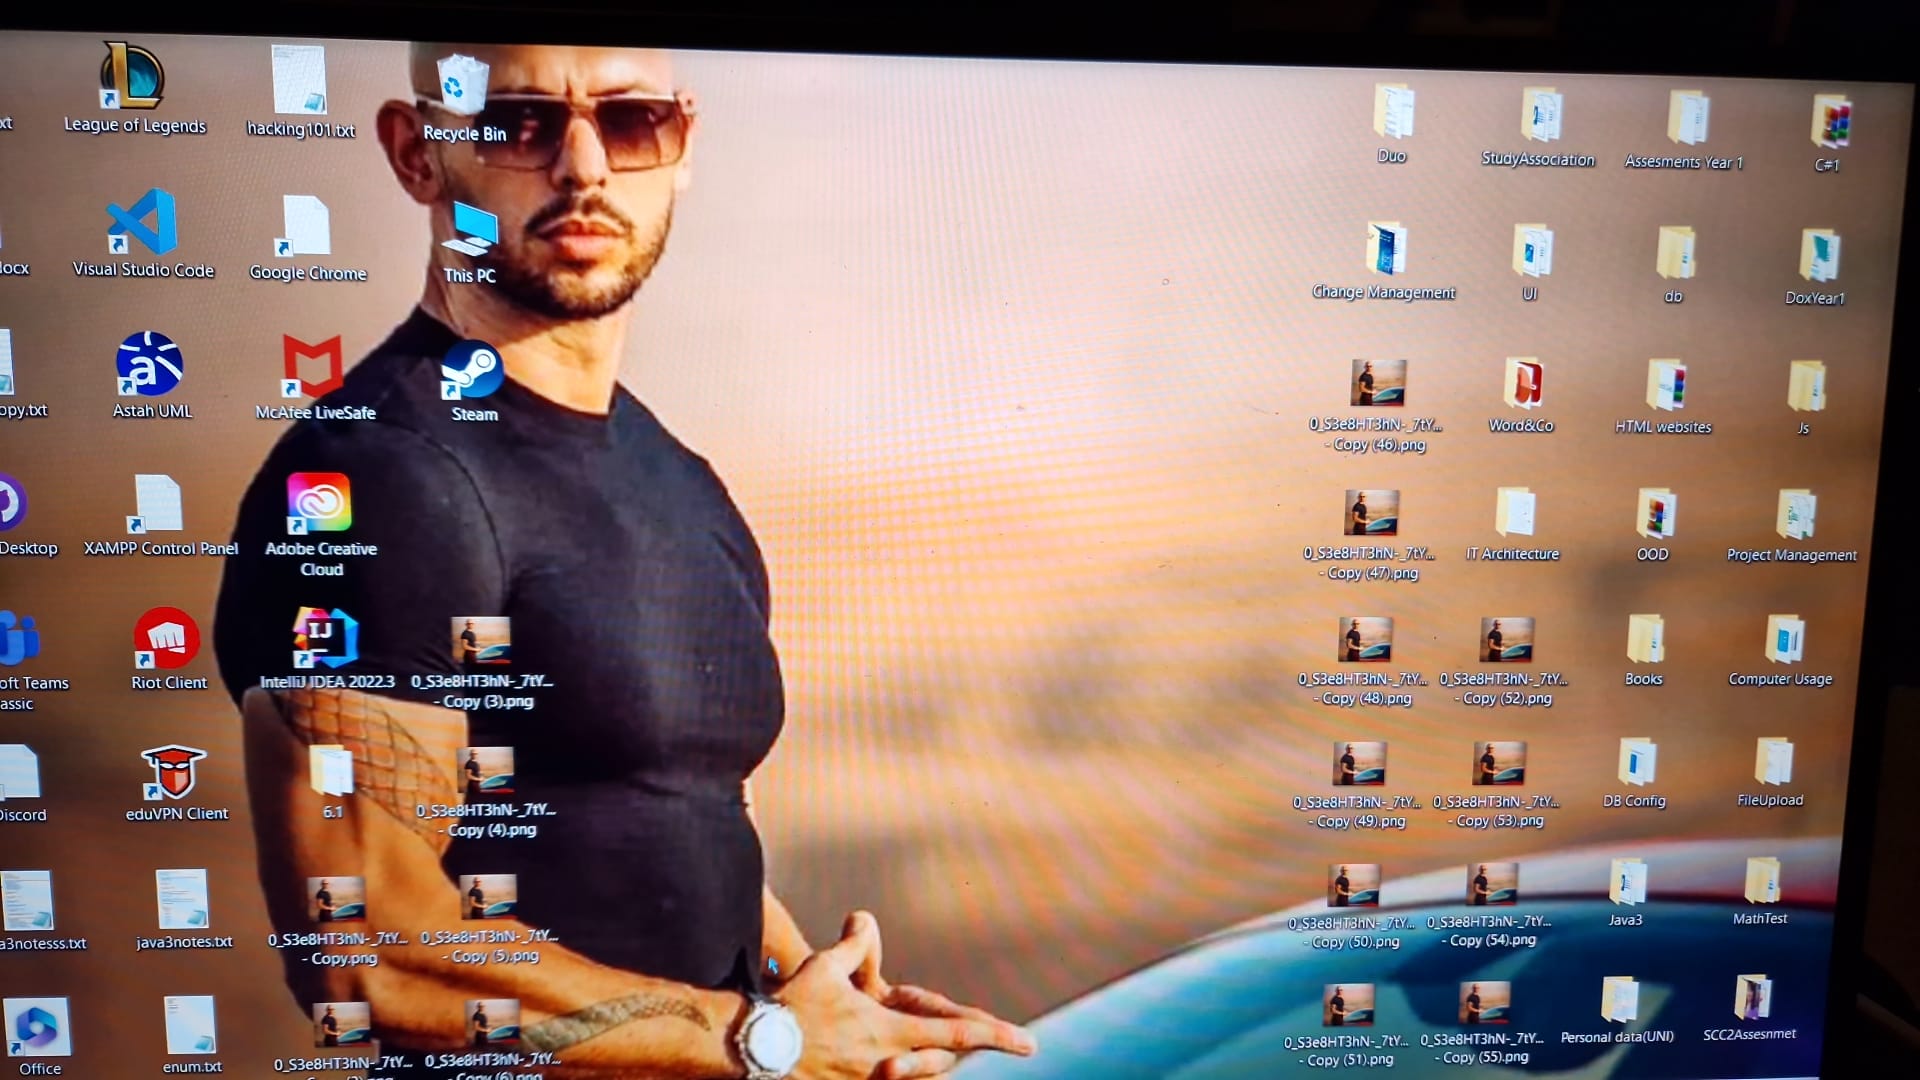 xt
League of Legends
hacking101.txt
Recycle Bin
Duo
StudyAssociation
Assesments Year 1
C#1
locx
Visual Studio Code
Google Chrome
This PC
Change Management
UI
db
DoxYear1
opy.txt
Astah UML
McAfee LiveSafe
Steam
0_S3e8HT3hN-_7tY...
- Copy (46).png
Word&Co
HTML websites
Js
Desktop
XAMPP Control Panel
Adobe Creative
Cloud
0_S3e8HT3hN-_7tY...
- Copy (47).png
IT Architecture
OOD
Project Management
oft Teams
assic
Riot Client
IJ
IntelliJ IDEA 2022.3
0_S3e8HT3hN-_7tY...
- Copy (3).png
0_S3e8HT3hN-_7tY...
- Copy (48).png
0_S3e8HT3hN-_7tY...
- Copy (52).png
Books
Computer Usage
Discord
eduVPN Client
6.1
0_S3e8HT3hN-_7tY...
- Copy (4).png
0_S3e8HT3hN-_7tY...
- Copy (49).png
0_S3e8HT3hN-_7tY...
- Copy (53).png
DB Config
FileUpload
a3notesss.txt
java3notes.txt
0_S3e8HT3hN-_7tY...
- Copy.png
0_S3e8HT3hN-_7tY...
- Copy (5).png
0_S3e8HT3hN-_7tY...
- Copy (50).png
0_S3e8HT3hN-_7tY...
- Copy (54).png
Java3
MathTest
Office
enum.txt
0_S3e8HT3hN-_7tY...
0_S3e8HT3hN-_7tY...
- Copy (6).png
0_S3e8HT3hN-_7tY...
- Copy (51).png
0_S3e8HT3hN-_7tY...
- Copy (55).png
Personal data(UNI)
SCC2Assesnmet